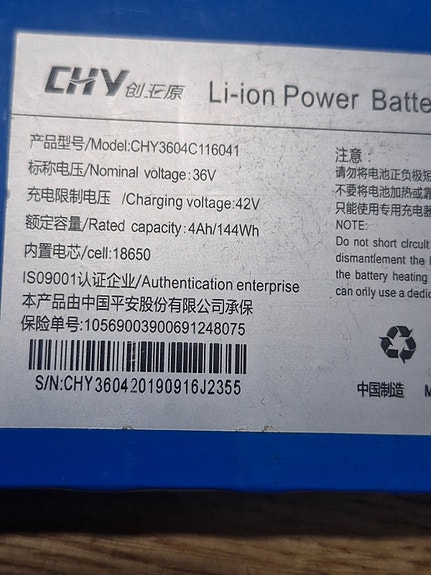 CHY 创亚原 Li-ion Power Batte
产品型号/Model:CHY3604C116041
标称电压/Nominal voltage:36V
充电限制电压 /Charging voltage:42V
额定容量/Rated capacity:4Ah/144Wh
内置电芯/cell:18650
ISO9001认证企业/Authentication enterprise
本产品由中国平安股份有限公司承保
保险单号:10569003900691248075
S/N:CHY360420190916J2355
注意:
请勿将电池正负极短
不要将电池加热或靠
只能使用专用充电器
NOTE:
Do not short circuit
dismantlement the
the battery heating
can only use a dedic
中国制造 M